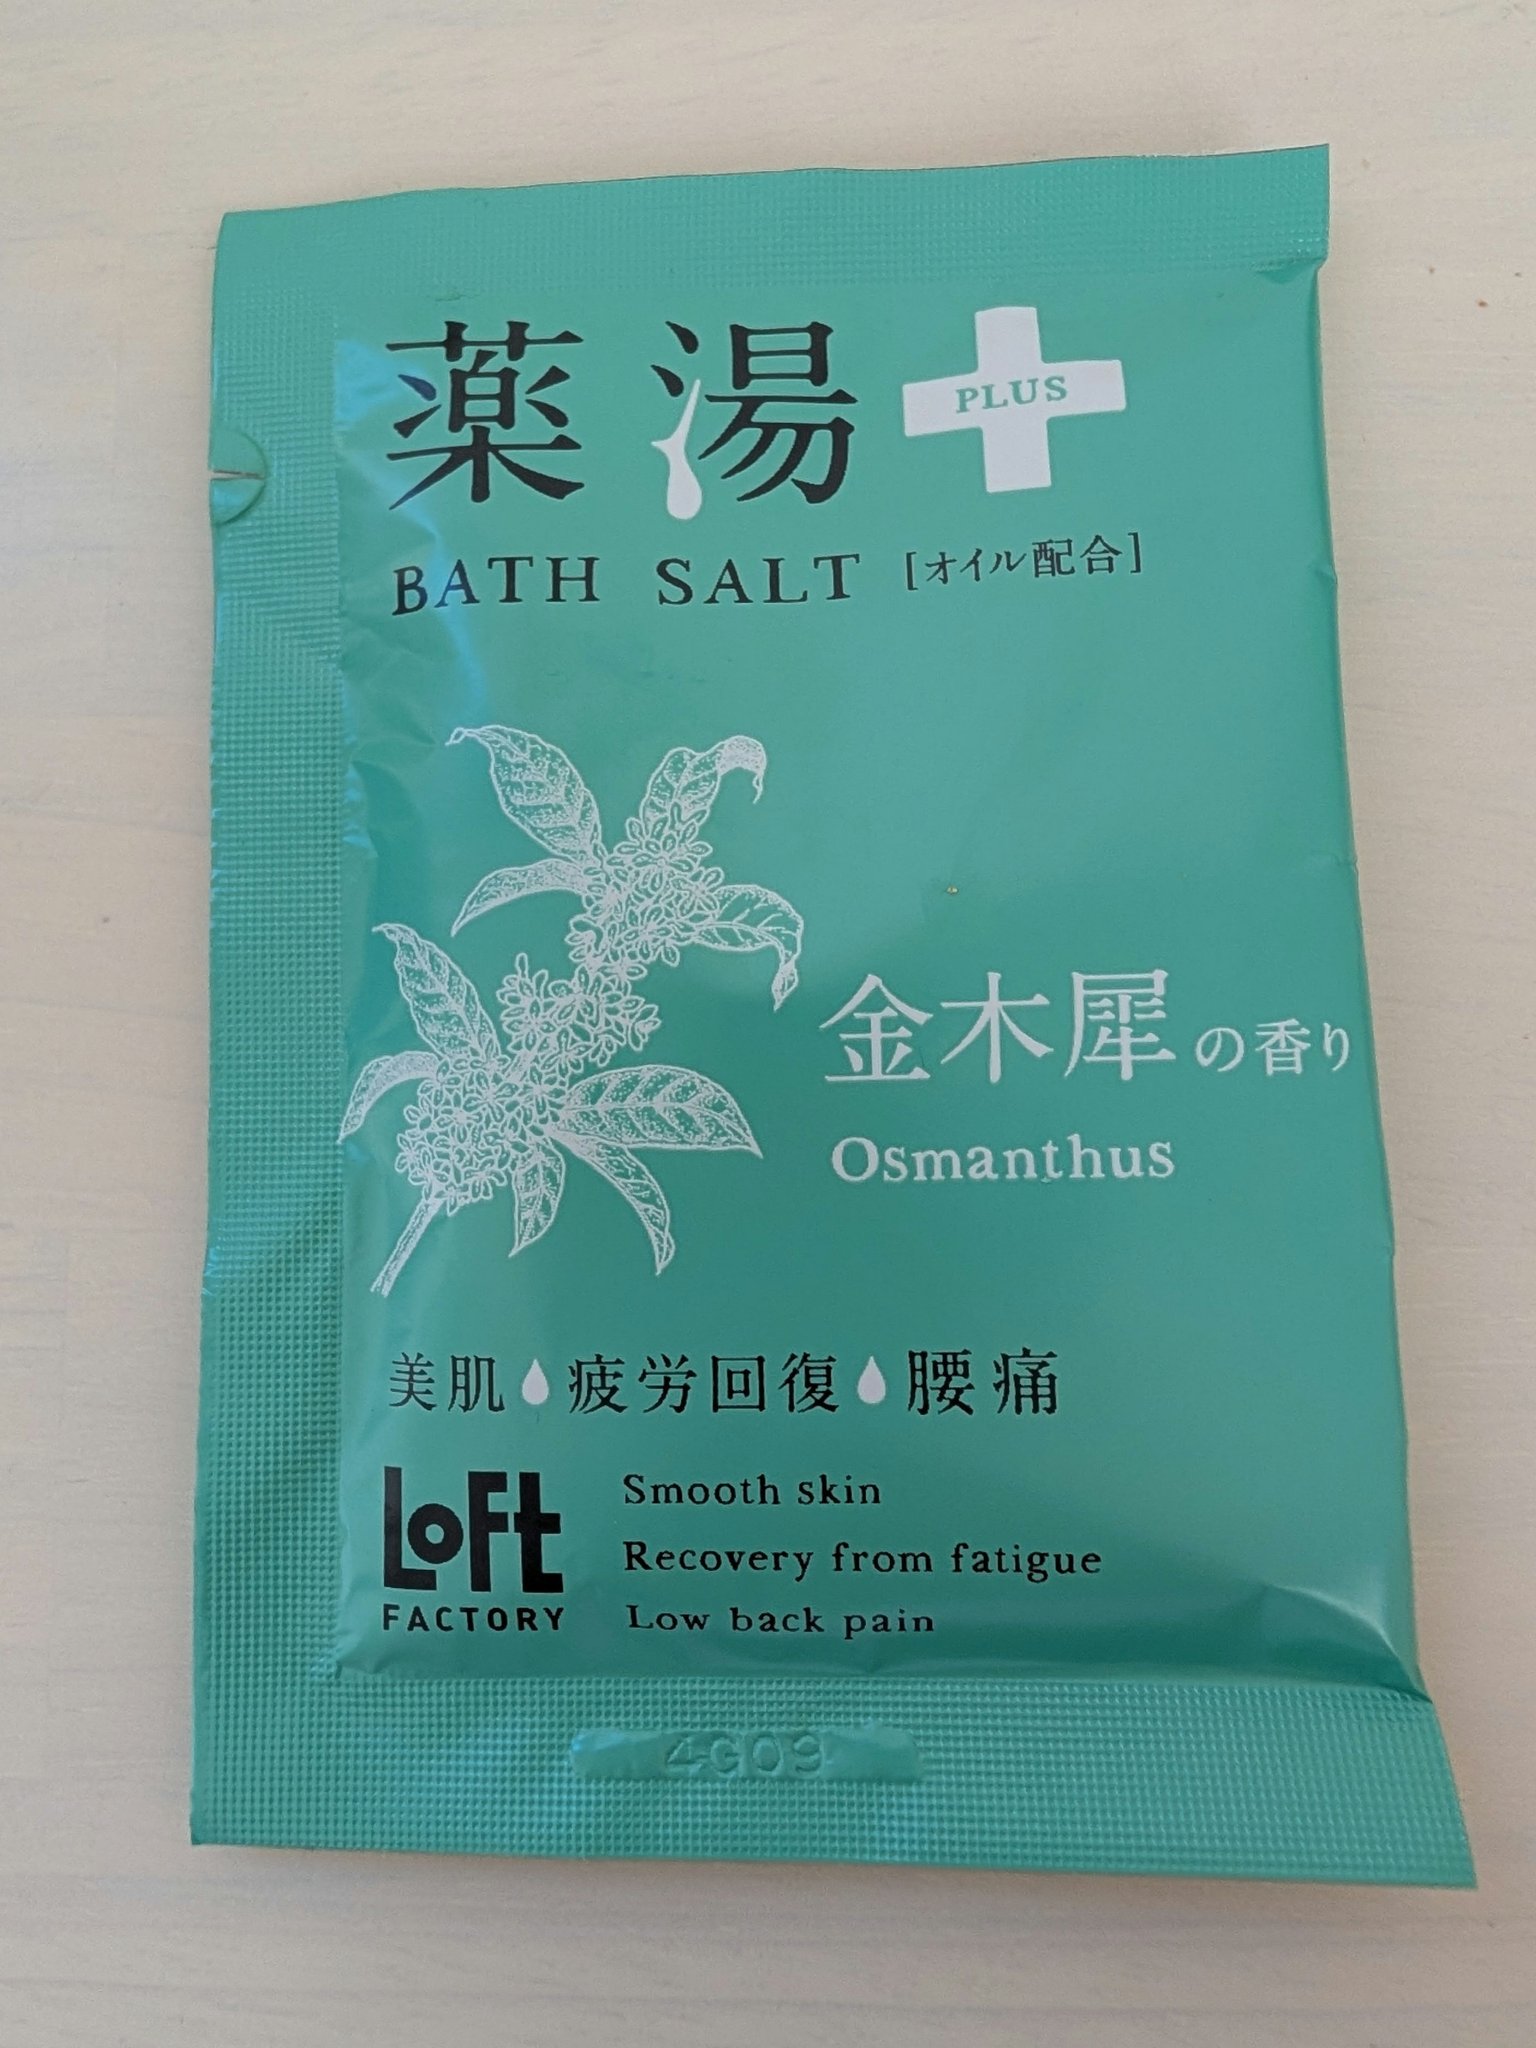 薬湯 PLUS
BATH SALT [オイル配合]
金木犀の香り
Osmanthus
美肌 疲労回復 腰痛
LOFT
FACTORY
Smooth skin
Recovery from fatigue
Low back pain
4G09